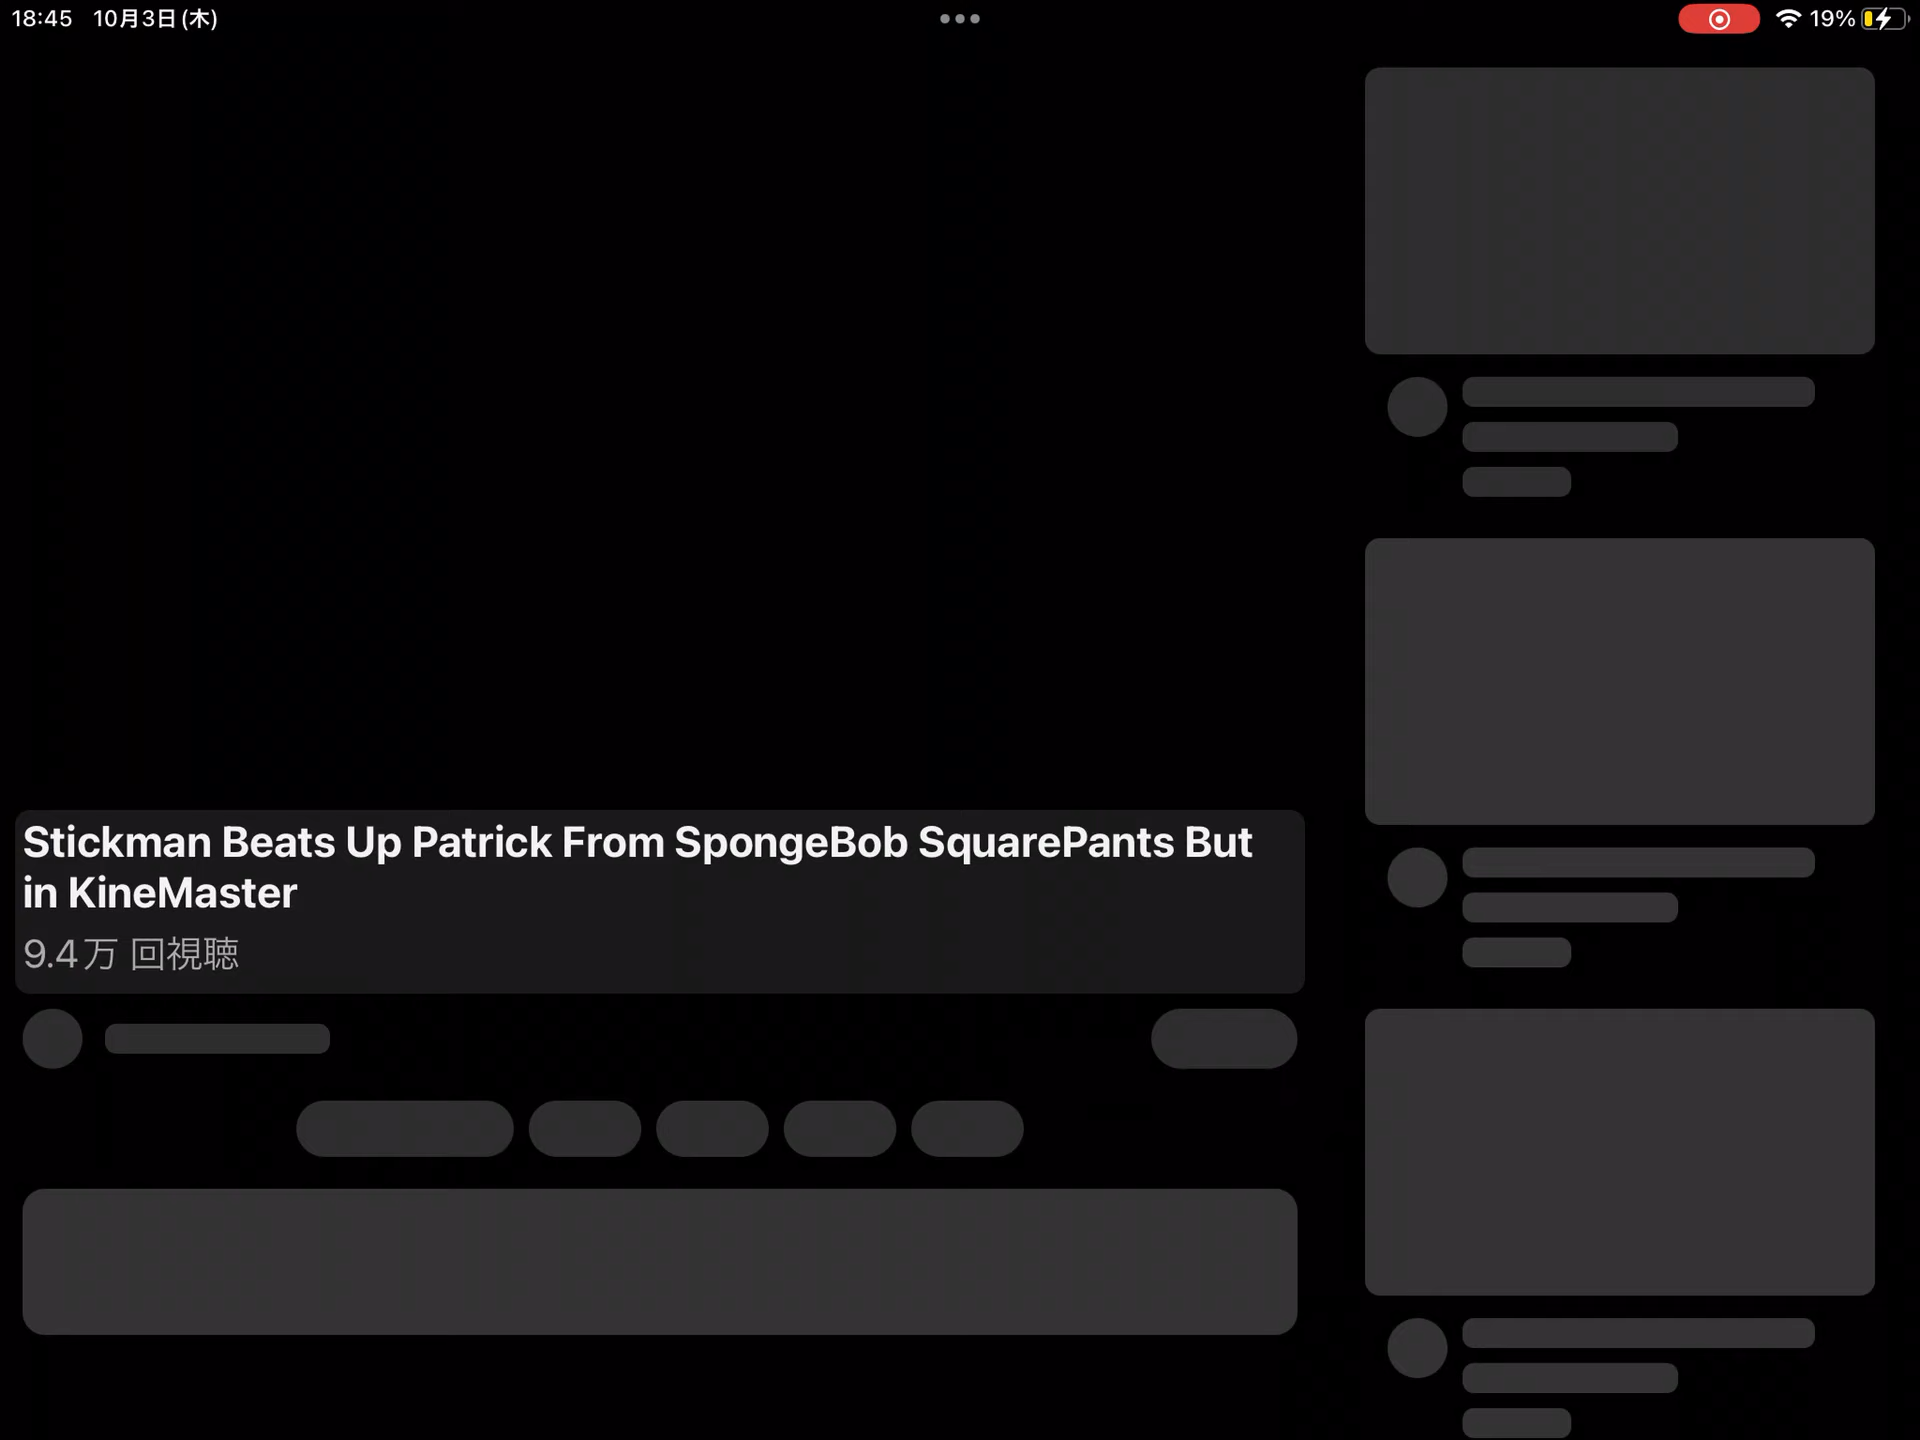 18:45 10月3日(木)
19%
Stickman Beats Up Patrick From SpongeBob SquarePants But
in KineMaster
9.4万 回視聴